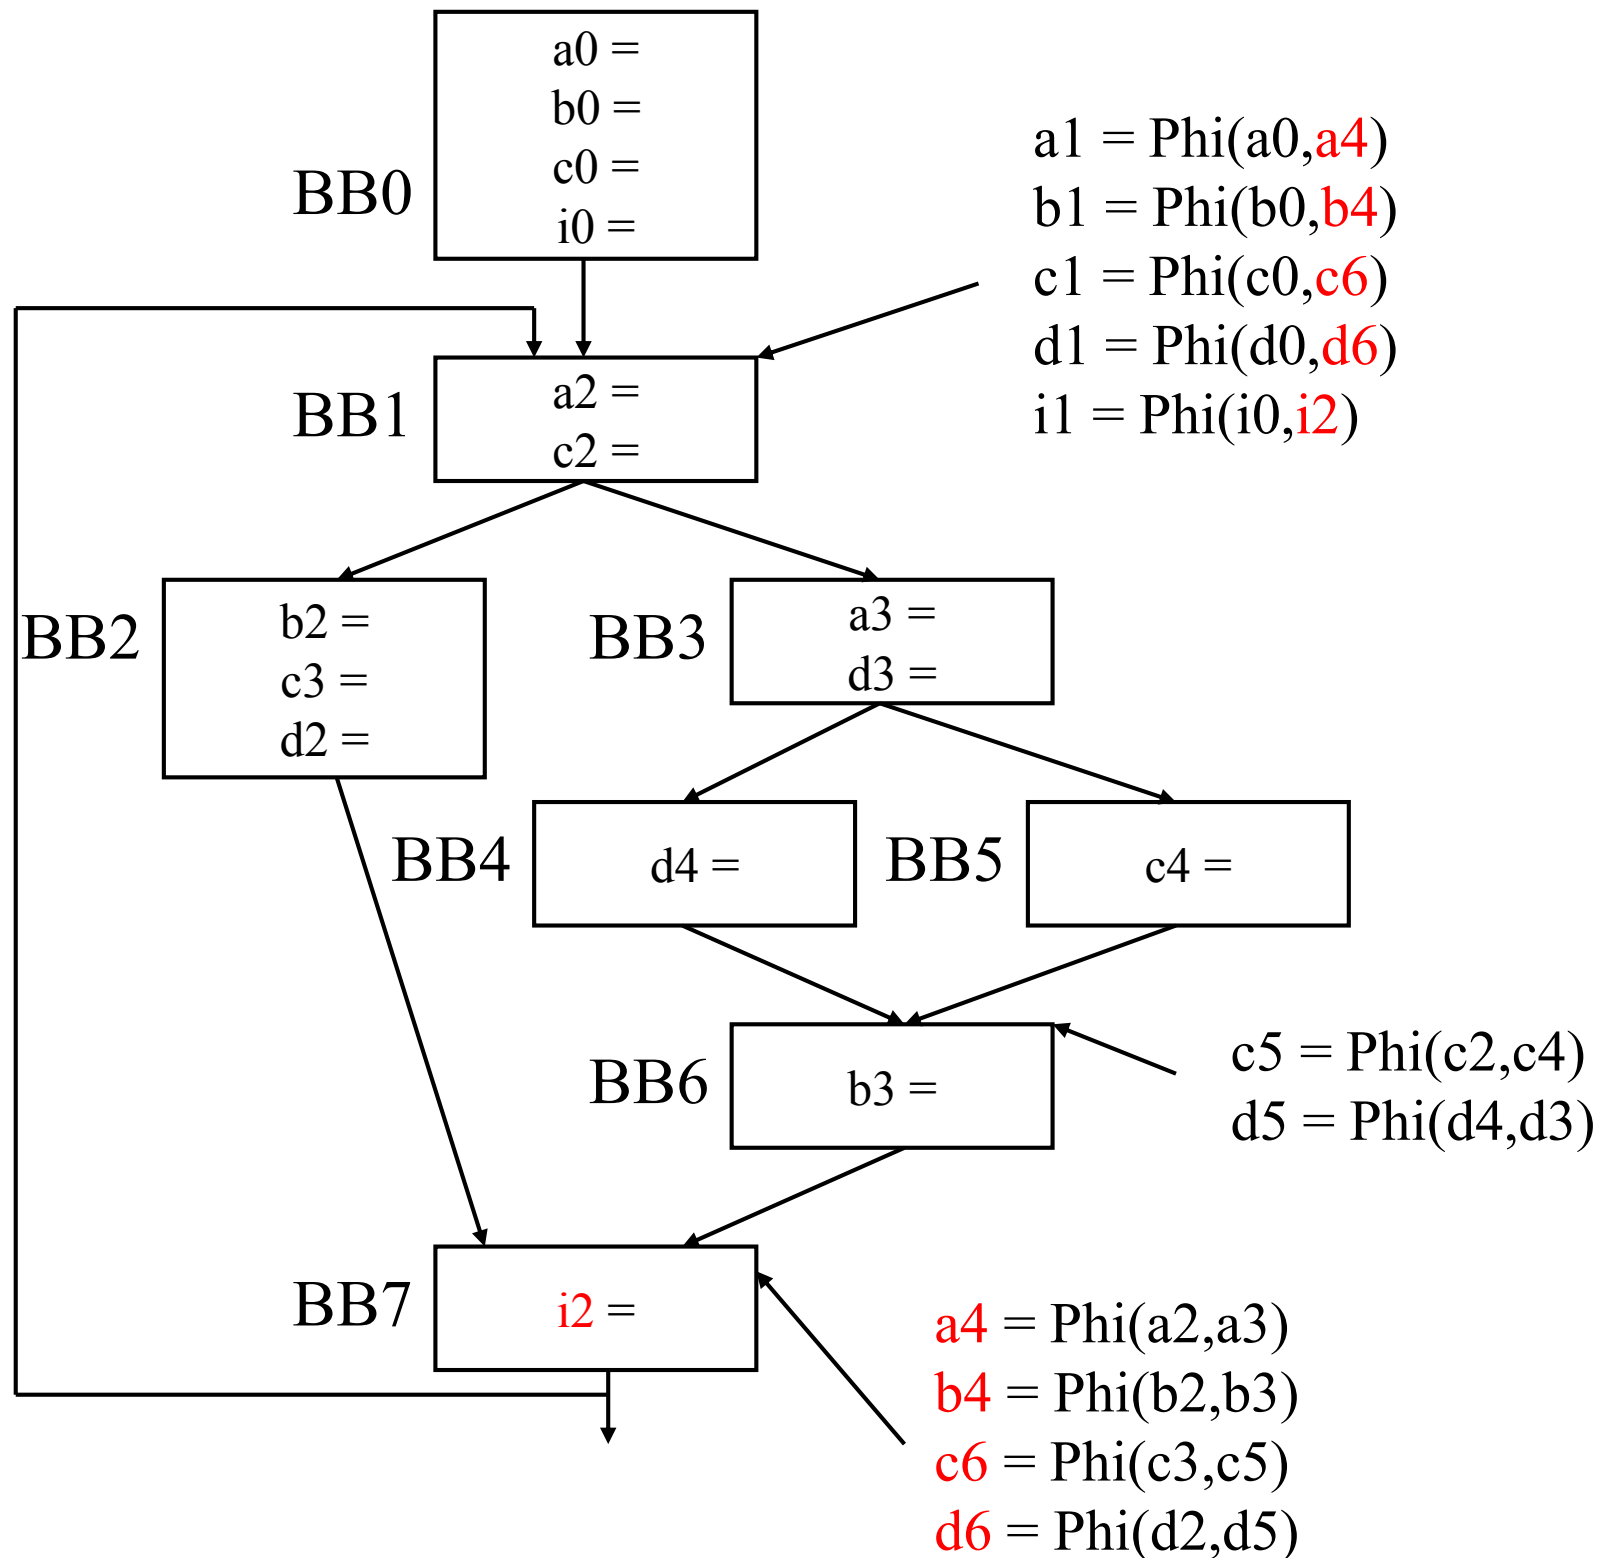 a0 =
b0 =
c0 =
i0 =
BB0
a1 = Phi(a0,a4)
b1 = Phi(b0,b4)
c1 = Phi(c0,c6)
d1 = Phi(d0,d6)
i1 = Phi(i0,i2)
BB1
a2 =
c2 =
BB2
b2 =
c3 =
d2 =
BB3
a3 =
d3 =
BB4
d4 =
BB5
c4 =
BB6
b3 =
c5 = Phi(c2,c4)
d5 = Phi(d4,d3)
BB7
i2 =
a4 = Phi(a2,a3)
b4 = Phi(b2,b3)
c6 = Phi(c3,c5)
d6 = Phi(d2,d5)